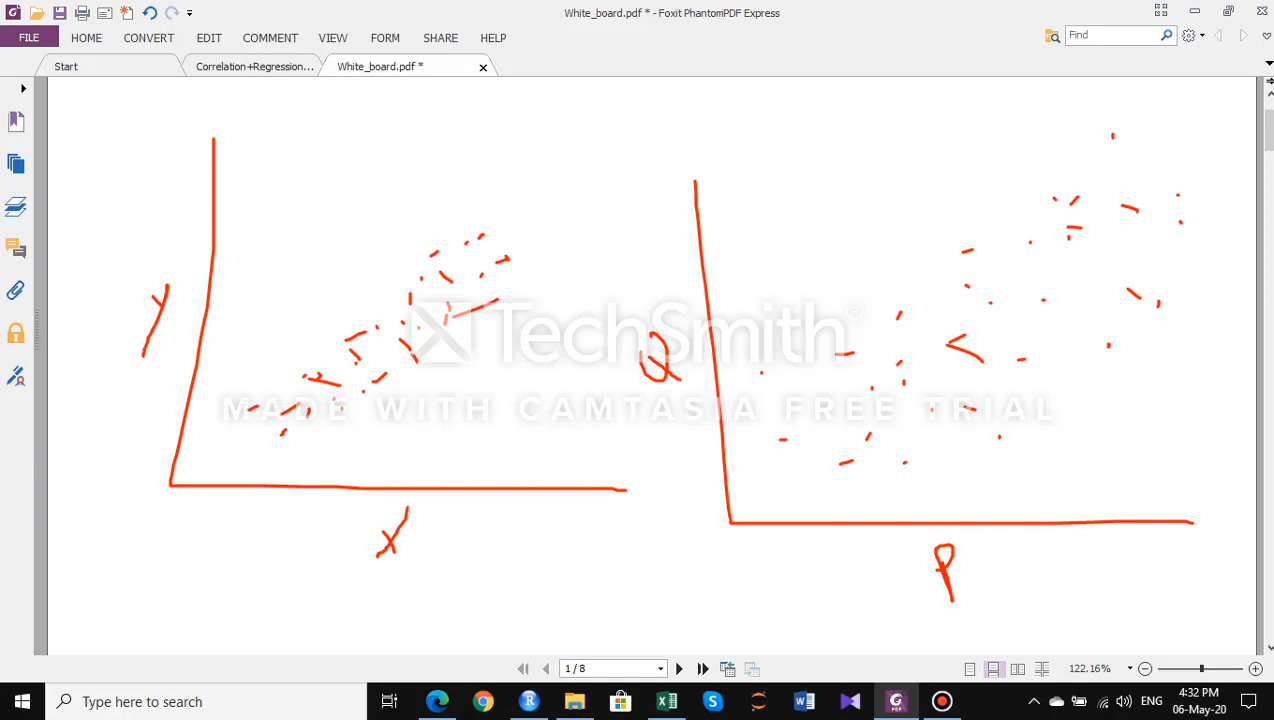 White_board.pdf * - Foxit PhantomPDF Express
FILE HOME CONVERT EDIT COMMENT VIEW FORM SHARE HELP
Find
Start
Correlation+Regression...
White_board.pdf *
y
x
Q
P
TechSmith®
MADE WITH CAMTASIA FREE TRIAL
1 / 8
122.16%
Type here to search
ENG
4:32 PM
06-May-20